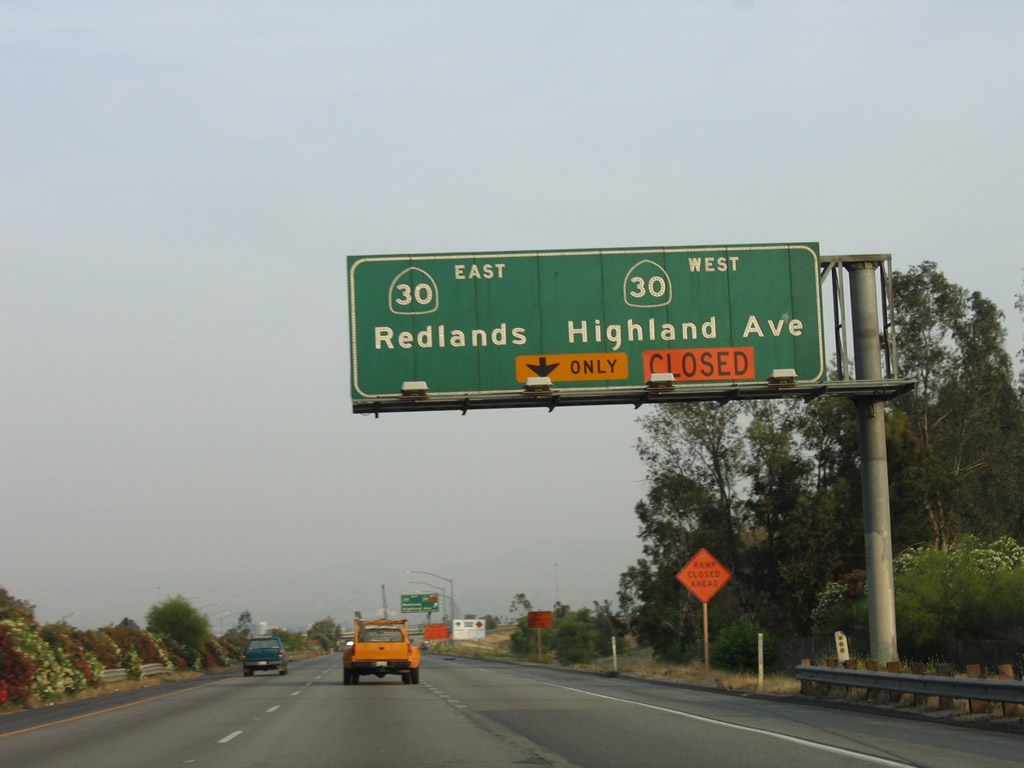 EAST
30
Redlands
WEST
30
Highland Ave
ONLY
CLOSED
RAMP
CLOSED
AHEAD